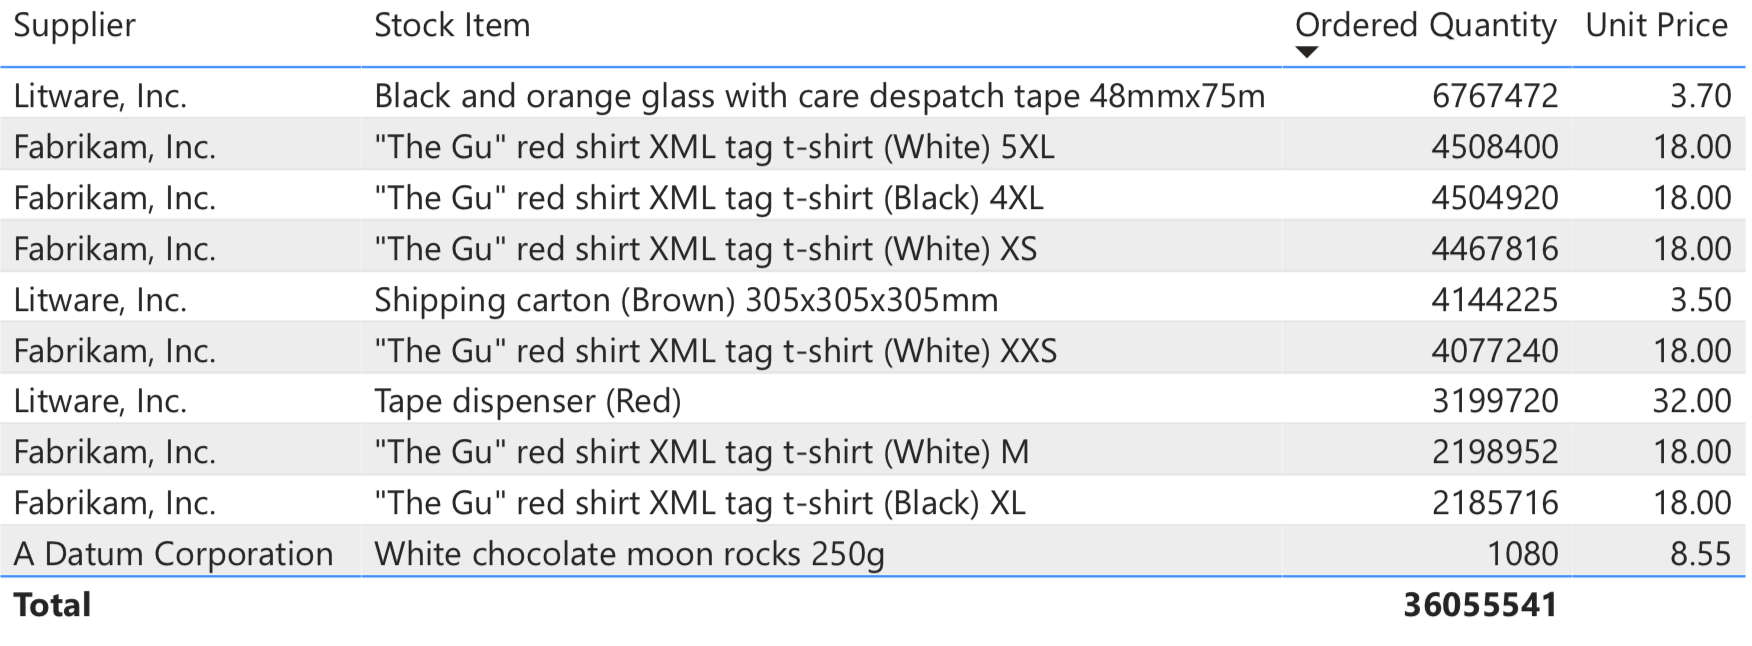 Supplier Stock Item Ordered Quantity Unit Price
Litware, Inc. Black and orange glass with care despatch tape 48mmx75m 6767472 3.70
Fabrikam, Inc. "The Gu" red shirt XML tag t-shirt (White) 5XL 4508400 18.00
Fabrikam, Inc. "The Gu" red shirt XML tag t-shirt (Black) 4XL 4504920 18.00
Fabrikam, Inc. "The Gu" red shirt XML tag t-shirt (White) XS 4467816 18.00
Litware, Inc. Shipping carton (Brown) 305x305x305mm 4144225 3.50
Fabrikam, Inc. "The Gu" red shirt XML tag t-shirt (White) XXS 4077240 18.00
Litware, Inc. Tape dispenser (Red) 3199720 32.00
Fabrikam, Inc. "The Gu" red shirt XML tag t-shirt (White) M 2198952 18.00
Fabrikam, Inc. "The Gu" red shirt XML tag t-shirt (Black) XL 2185716 18.00
A Datum Corporation White chocolate moon rocks 250g 1080 8.55
Total 36055541